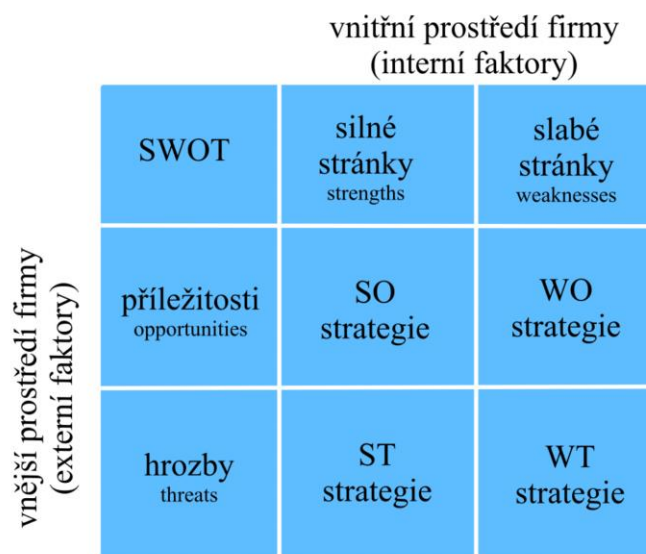 vnitřní prostředí firmy
(interní faktory)
SWOT
silné
stránky
strengths
slabé
stránky
weaknesses
vnější prostředí firmy
(externí faktory)
příležitosti
opportunities
SO
strategie
WO
strategie
hrozby
threats
ST
strategie
WT
strategie